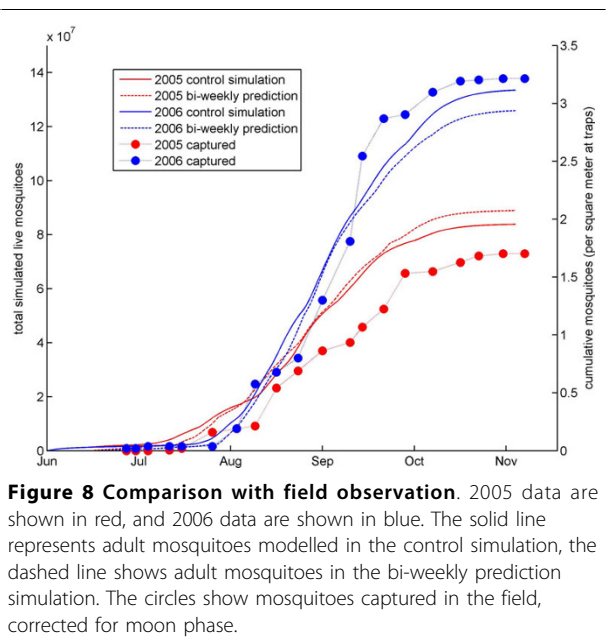 x 10⁷
14
12
10
8
6
4
2
0
total simulated live mosquitoes
2005 control simulation
2005 bi-weekly prediction
2006 control simulation
2006 bi-weekly prediction
2005 captured
2006 captured
3.5
3
2.5
2
1.5
1
0.5
0
cumulative mosquitoes (per square meter at traps)
Jun Jul Aug Sep Oct Nov
Figure 8 Comparison with field observation. 2005 data are
shown in red, and 2006 data are shown in blue. The solid line
represents adult mosquitoes modelled in the control simulation, the
dashed line shows adult mosquitoes in the bi-weekly prediction
simulation. The circles show mosquitoes captured in the field,
corrected for moon phase.